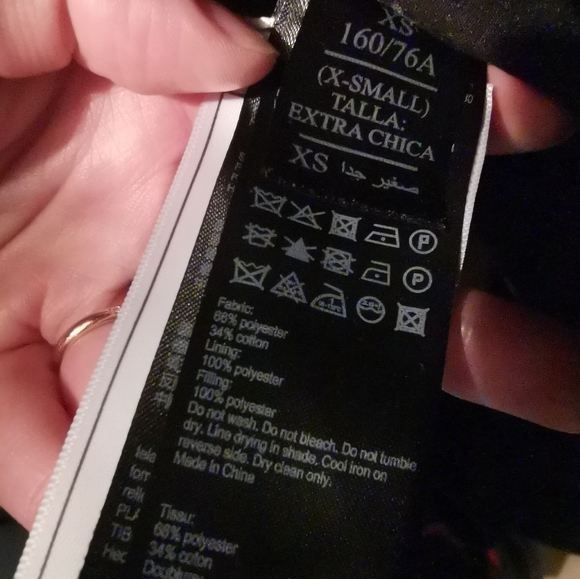 XS
160/76A
(X-SMALL)
TALLA:
EXTRA CHICA
XS صغير جدا
Fabric:
66% polyester
34% cotton
Lining:
100% polyester
Filling:
100% polyester
Do not wash. Do not bleach. Do not tumble
dry. Line drying in shade. Cool iron on
reverse side. Dry clean only.
Made in China
Tissu:
66% polyester
34% coton